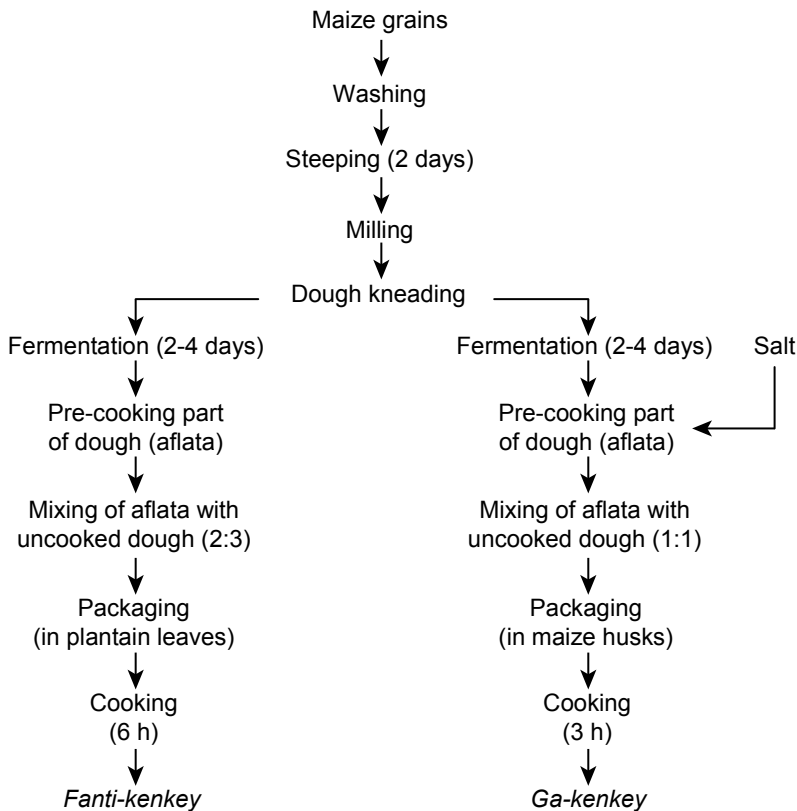 Maize grains
Washing
Steeping (2 days)
Milling
Dough kneading
Fermentation (2-4 days)
Pre-cooking part
of dough (aflata)
Mixing of aflata with
uncooked dough (2:3)
Packaging
(in plantain leaves)
Cooking
(6 h)
Fanti-kenkey
Fermentation (2-4 days)
Salt
Pre-cooking part
of dough (aflata)
Mixing of aflata with
uncooked dough (1:1)
Packaging
(in maize husks)
Cooking
(3 h)
Ga-kenkey